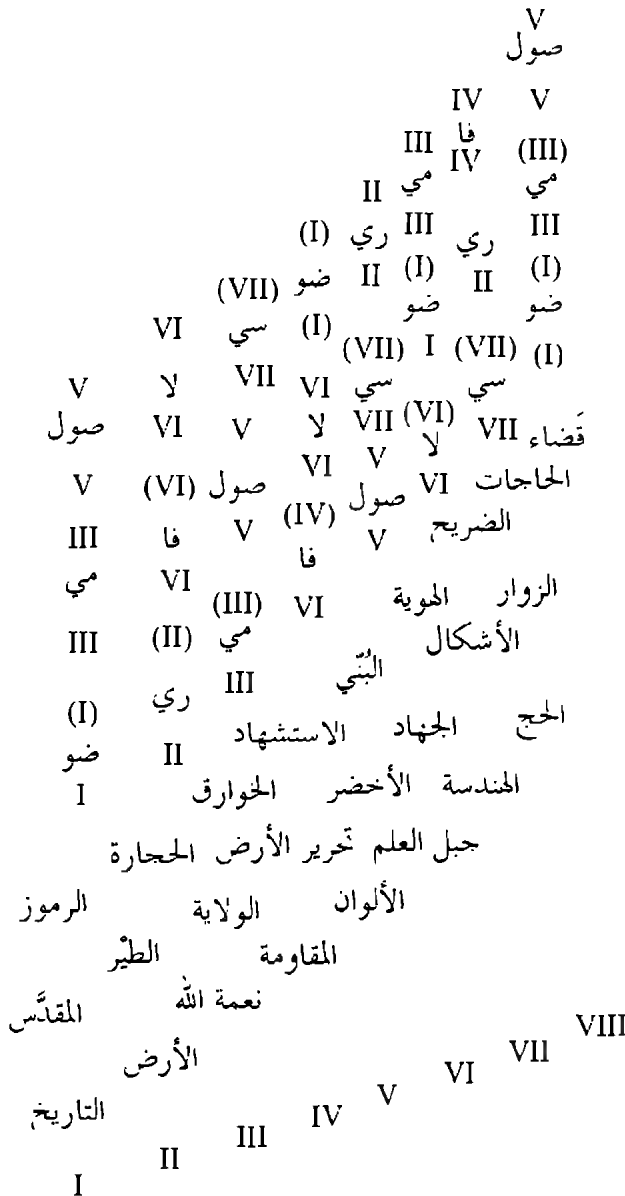 V
صول
IV V
فا
III (III)
IV
مي مي
II
III III
(I) ري ري
(I) (I)
ضو II II
(VII) ضو ضو
VI سي (I)
(VII) I (VII) (I)
V لا VII VI سي سي
صول VI V لا VII (VI) VII قَضاء
لا
V (VI) صول VI V
صول VI الحاجات
(IV)
III فا V فا V الضريح
مي VI (III) VI الهوية الزوار
III (II) مي الأشكال
(I) ري III البُنّي
ضو II الاستشهاد الجهاد الحج
I الخوارق الأخضر الهندسة
جبل العلم تحرير الأرض الحجارة
الألوان الولاية الرموز
المقاومة الطيْر
نعمة الله المقدَّس
الأرض
التاريخ
I II III IV V VI VII VIII